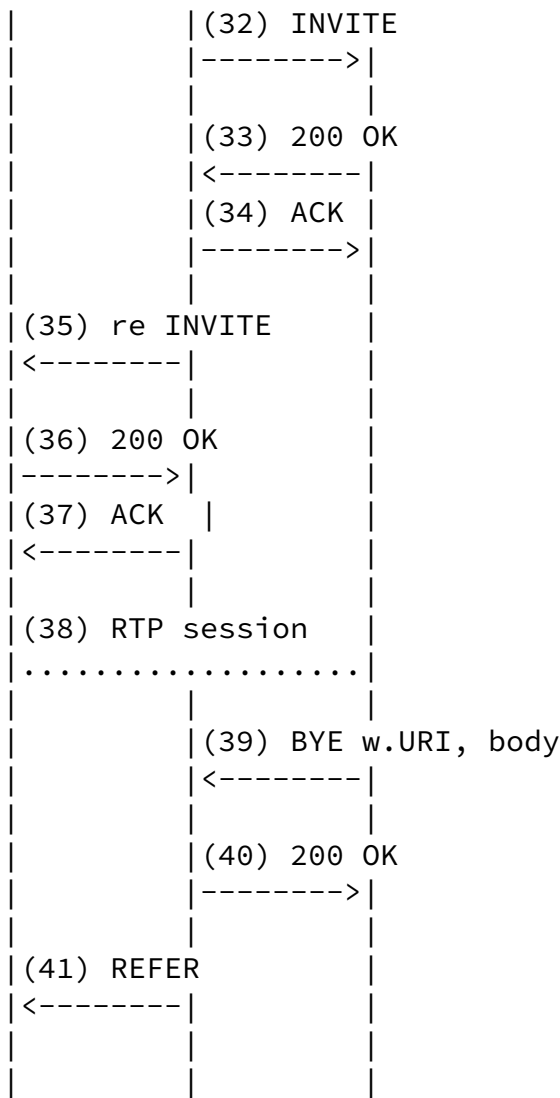 |         |(32) INVITE
|         |-------->|
|         |         |
|         |(33) 200 OK
|         |<--------|
|         |(34) ACK |
|         |-------->|
|         |         |
|(35) re INVITE     |
|<--------|         |
|         |         |
|(36) 200 OK        |
|-------->|         |
|(37) ACK  |        |
|<--------|         |
|         |         |
|(38) RTP session   |
|...................|
|         |         |
|         |(39) BYE w.URI, body
|         |<--------|
|         |         |
|         |(40) 200 OK
|         |-------->|
|         |         |
|(41) REFER         |
|<--------|         |
|         |         |
|         |         |